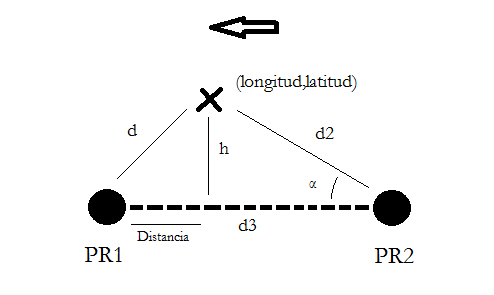 (longitud,latitud)
d
d2
h
α
d3
Distancia
PR1
PR2